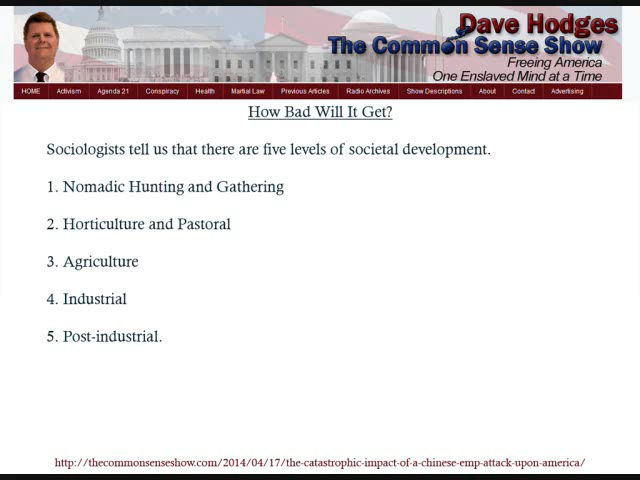 Dave Hodges
The Common Sense Show
Freeing America
One Enslaved Mind at a Time
HOME Activism Agenda 21 Conspiracy Health Martial Law Previous Articles Radio Archives Show Descriptions About Contact Advertising
How Bad Will It Get?
Sociologists tell us that there are five levels of societal development.
1. Nomadic Hunting and Gathering
2. Horticulture and Pastoral
3. Agriculture
4. Industrial
5. Post-industrial.
http://thecommonsenseshow.com/2014/04/17/the-catastrophic-impact-of-a-chinese-emp-attack-upon-america/